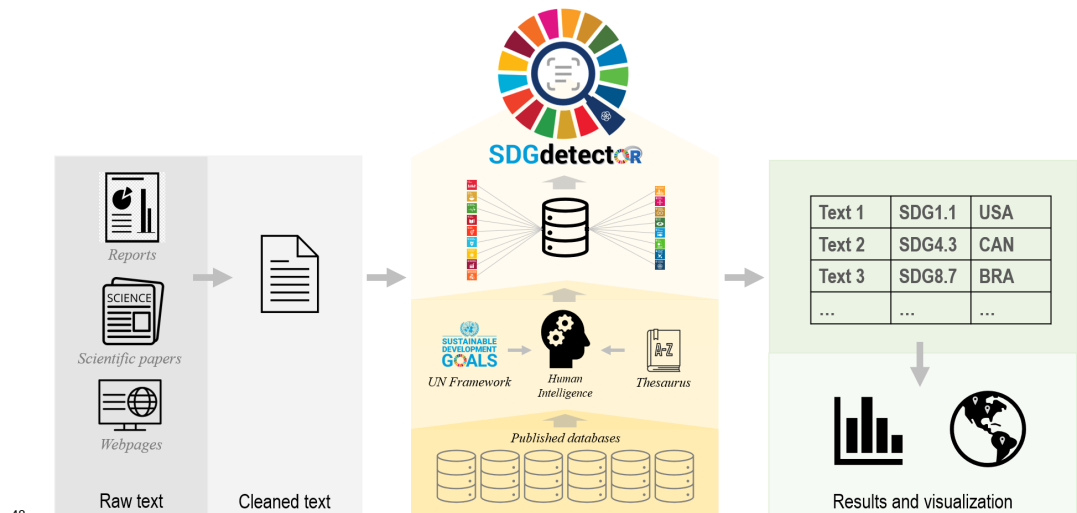 SDGdetectoR
Reports
SCIENCE
Scientific papers
Webpages
Raw text
Cleaned text
SUSTAINABLE
DEVELOPMENT
GOALS
UN Framework
Human
Intelligence
A-Z
Thesaurus
Published databases
Text 1 SDG1.1 USA
Text 2 SDG4.3 CAN
Text 3 SDG8.7 BRA
... ... ...
Results and visualization